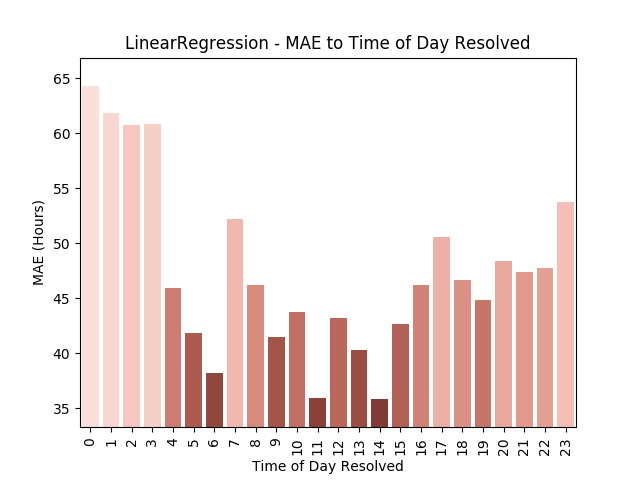 LinearRegression - MAE to Time of Day Resolved
65
60
55
50
45
40
35
MAE (Hours)
0 1 2 3 4 5 6 7 8 9 10 11 12 13 14 15 16 17 18 19 20 21 22 23
Time of Day Resolved